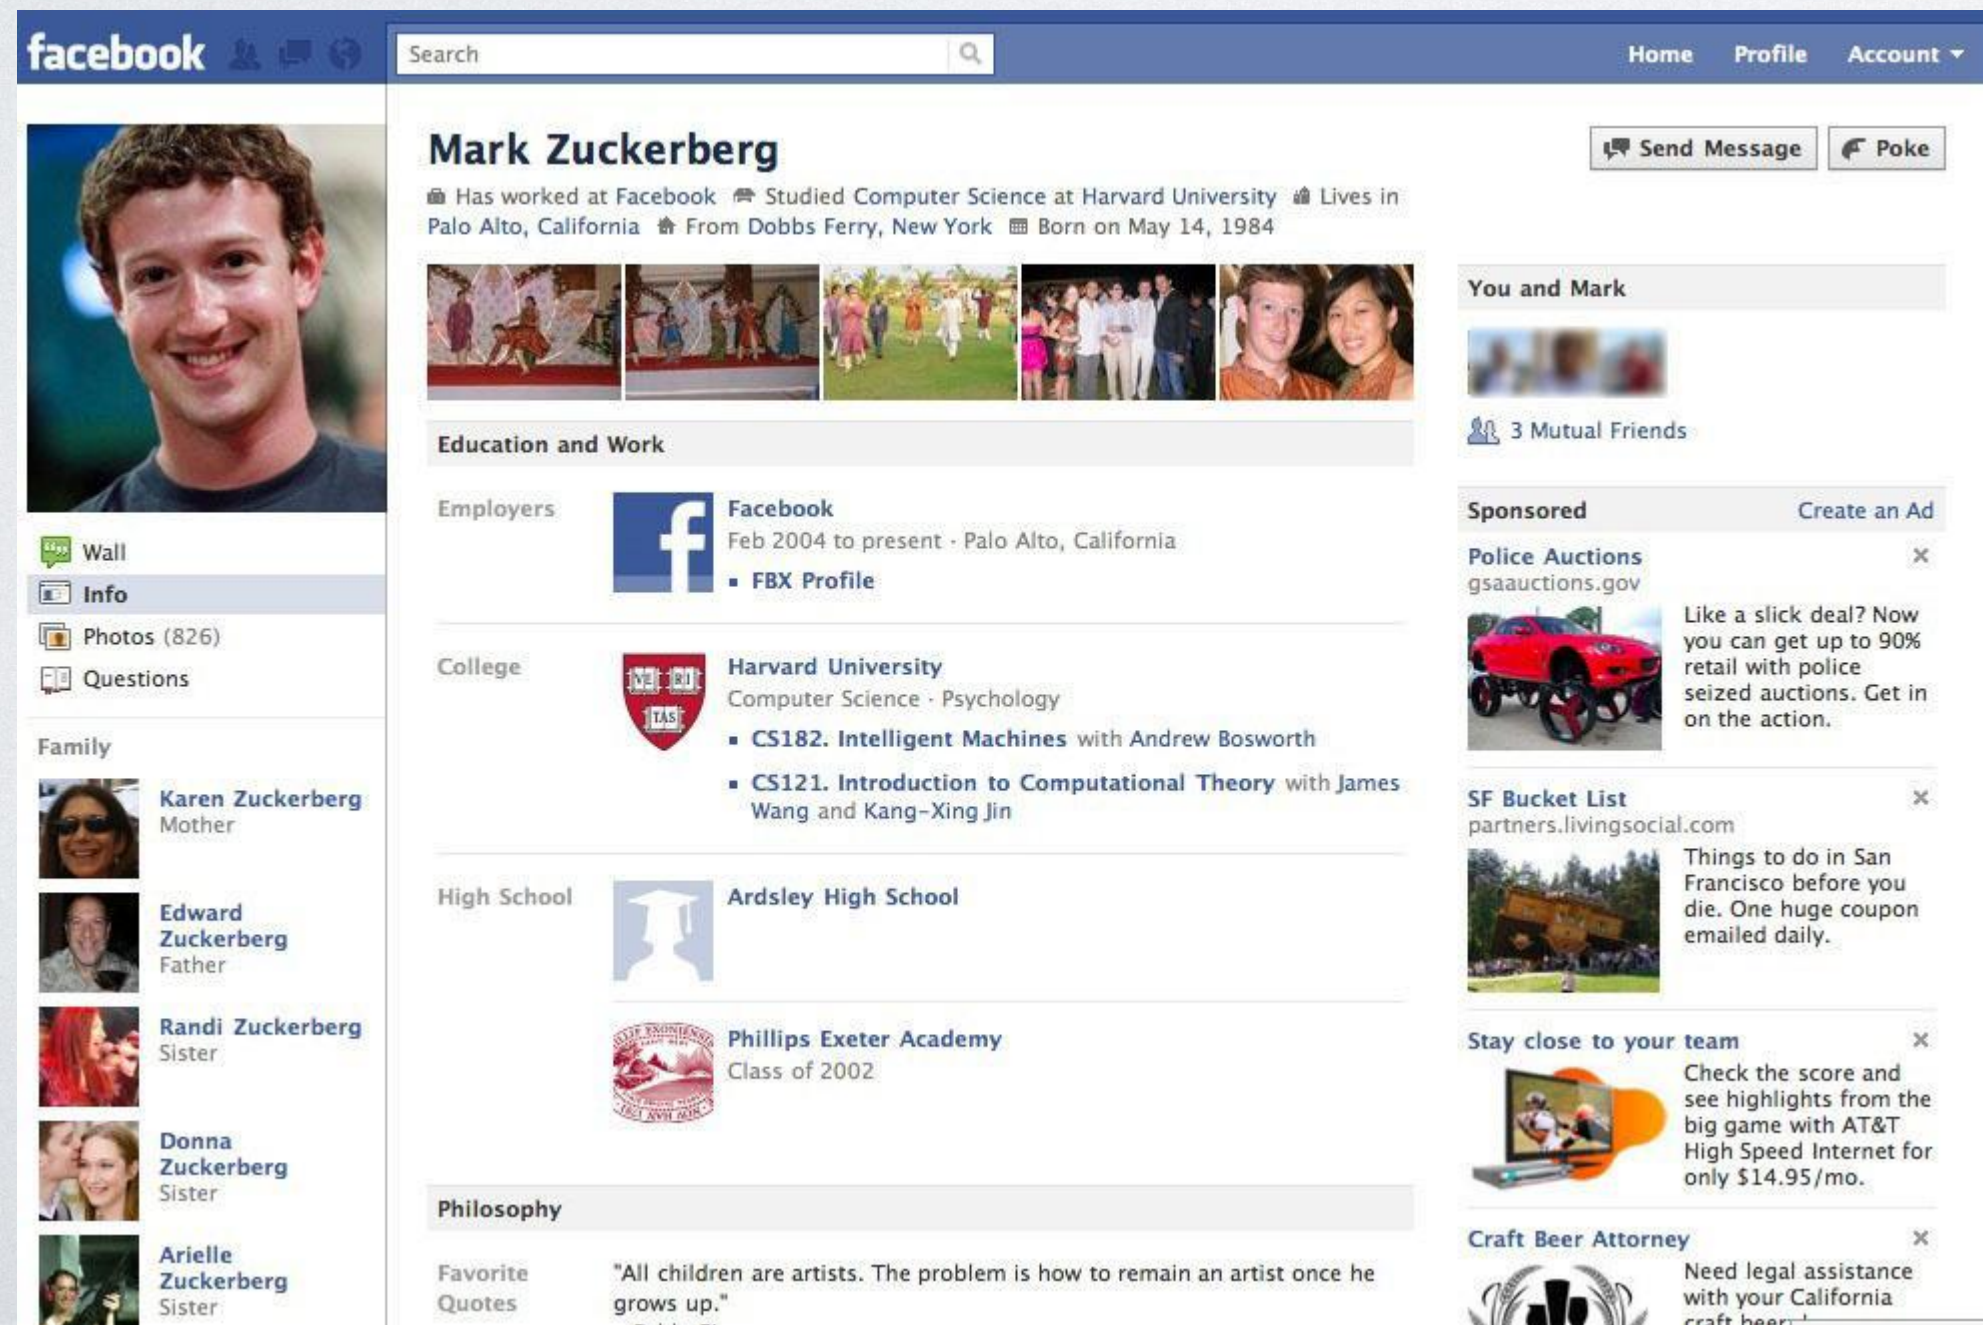 facebook
Search
Home Profile Account
Mark Zuckerberg
Send Message
Poke
Has worked at Facebook Studied Computer Science at Harvard University Lives in
Palo Alto, California From Dobbs Ferry, New York Born on May 14, 1984
Wall
Info
Photos (826)
Questions
Family
Karen Zuckerberg
Mother
Edward
Zuckerberg
Father
Randi Zuckerberg
Sister
Donna
Zuckerberg
Sister
Arielle
Zuckerberg
Sister
Education and Work
Employers
f
Facebook
Feb 2004 to present · Palo Alto, California
▪ FBX Profile
College
VE RI
TAS
Harvard University
Computer Science · Psychology
▪ CS182. Intelligent Machines with Andrew Bosworth
▪ CS121. Introduction to Computational Theory with James
Wang and Kang-Xing Jin
High School
Ardsley High School
Phillips Exeter Academy
Class of 2002
Philosophy
Favorite
Quotes
"All children are artists. The problem is how to remain an artist once he
grows up."
You and Mark
3 Mutual Friends
Sponsored
Create an Ad
Police Auctions
gsaauctions.gov
Like a slick deal? Now
you can get up to 90%
retail with police
seized auctions. Get in
on the action.
SF Bucket List
partners.livingsocial.com
Things to do in San
Francisco before you
die. One huge coupon
emailed daily.
Stay close to your team
Check the score and
see highlights from the
big game with AT&T
High Speed Internet for
only $14.95/mo.
Craft Beer Attorney
Need legal assistance
with your California
craft beer